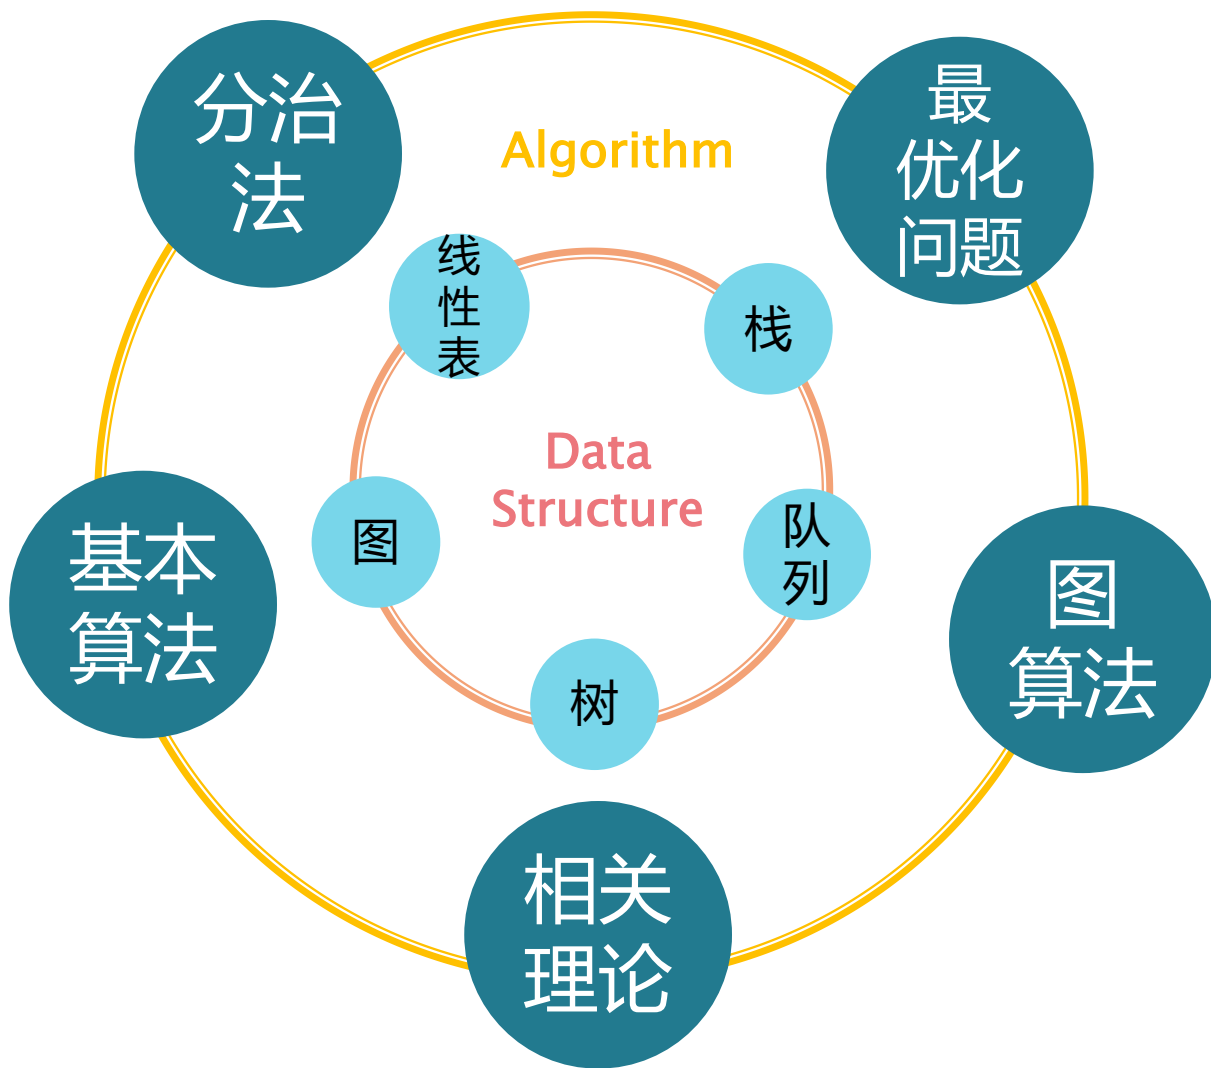 分治
法
最
优化
问题
Algorithm
线
性
表
栈
Data
Structure
图
队
列
基本
算法
图
算法
树
相关
理论